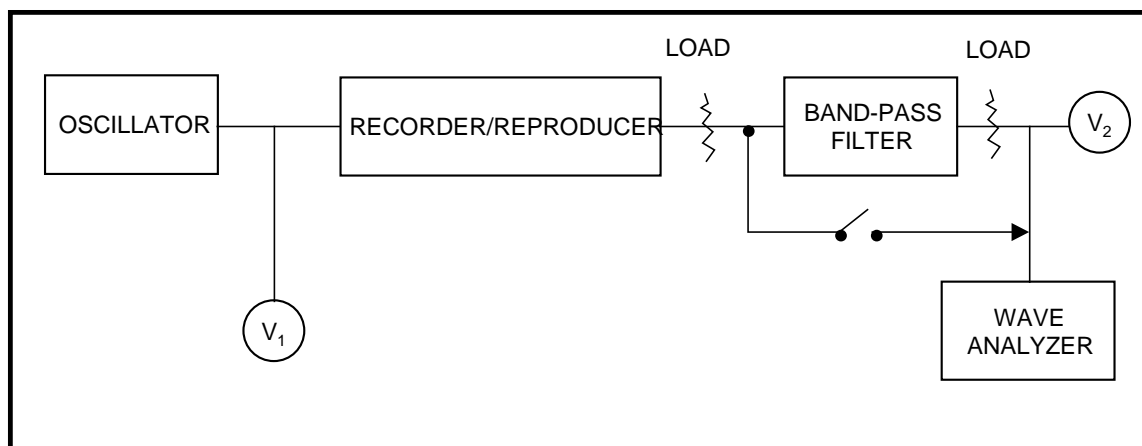 LOAD
LOAD
OSCILLATOR
RECORDER/REPRODUCER
BAND-PASS
FILTER
V2
V1
WAVE
ANALYZER